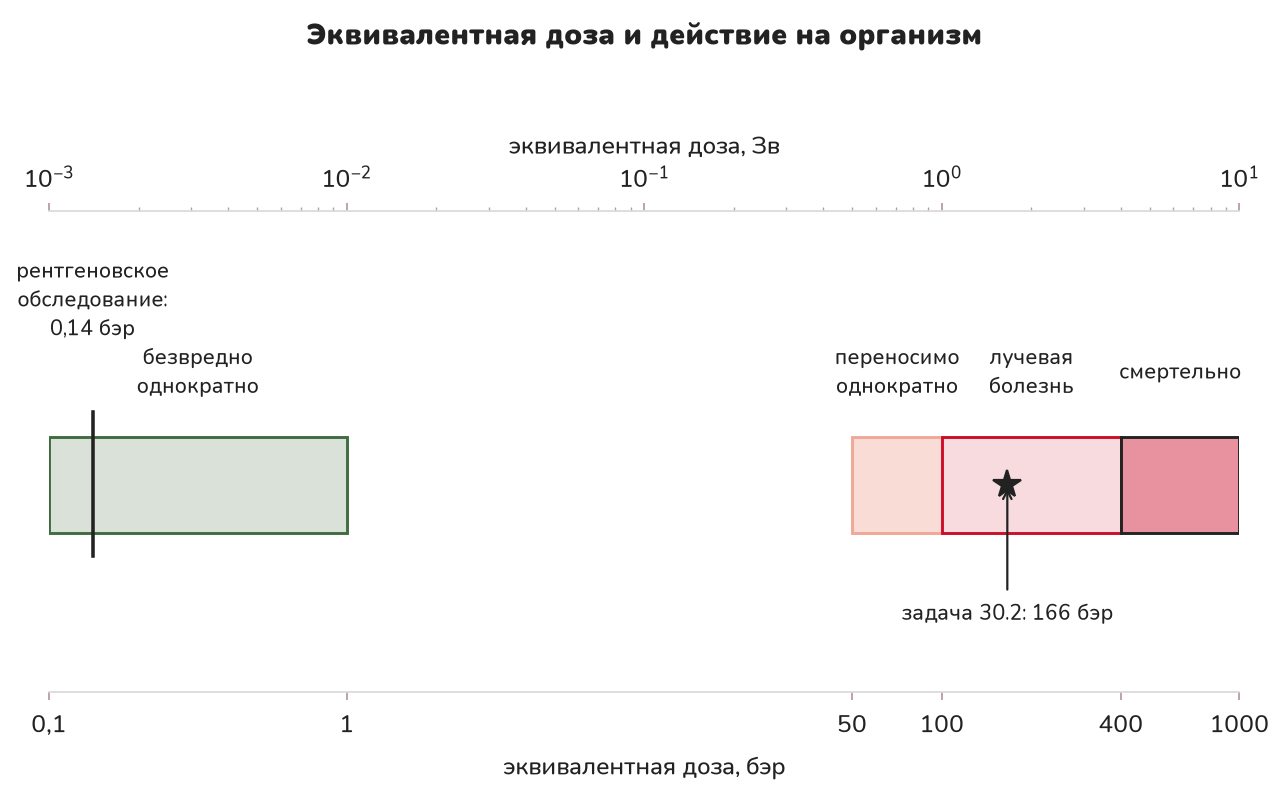 Эквивалентная доза и действие на организм
эквивалентная доза, Зв
10⁻³ 10⁻² 10⁻¹ 10⁰ 10¹
рентгеновское
обследование:
0,14 бэр
безвредно
однократно
переносимо
однократно
лучевая
болезнь
смертельно
задача 30.2: 166 бэр
0,1 1 50 100 400 1000
эквивалентная доза, бэр